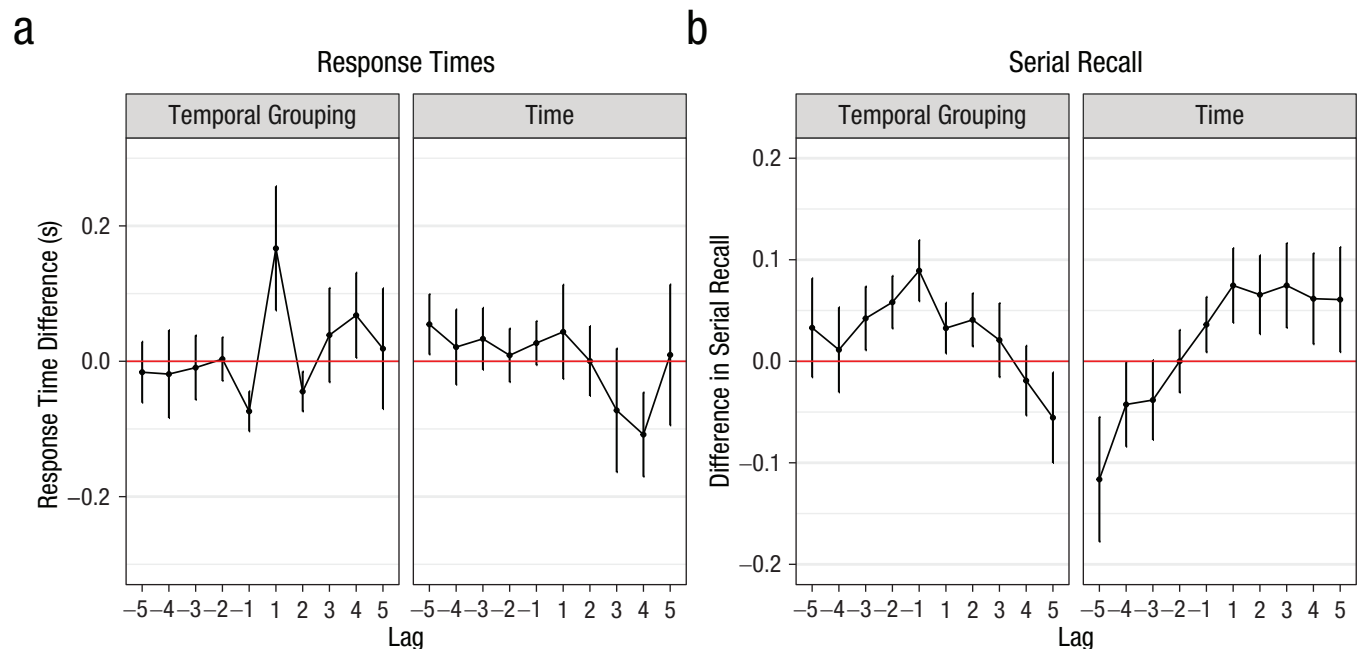 a
Response Times
Temporal Grouping
Time
Response Time Difference (s)
0.2
0.0
−0.2
−5 −4 −3 −2 −1 1 2 3 4 5
−5 −4 −3 −2 −1 1 2 3 4 5
Lag
b
Serial Recall
Temporal Grouping
Time
Difference in Serial Recall
0.2
0.1
0.0
−0.1
−0.2
−5 −4 −3 −2 −1 1 2 3 4 5
−5 −4 −3 −2 −1 1 2 3 4 5
Lag